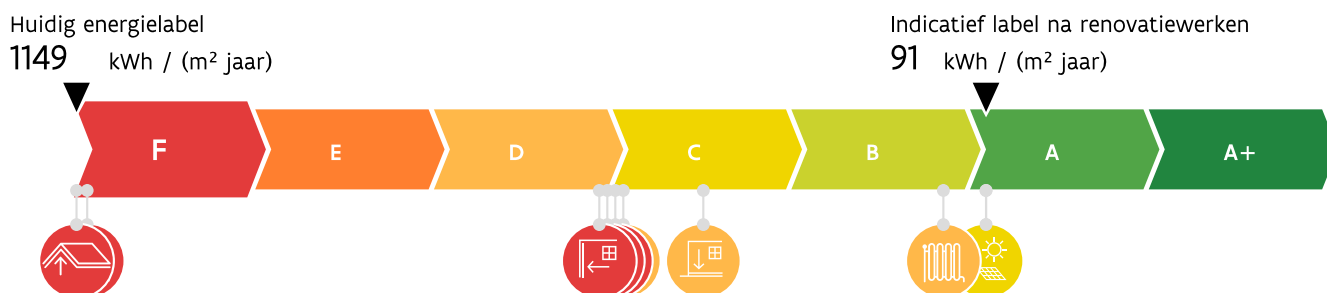 Huidig energielabel
1149 kWh / (m² jaar)
Indicatief label na renovatiewerken
91 kWh / (m² jaar)
F E D C B A A+